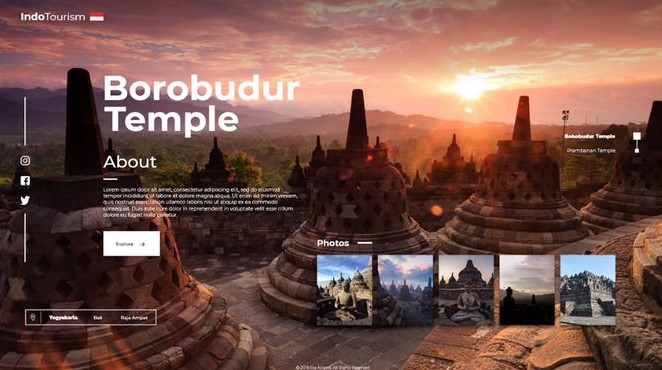 IndoTourism
Borobudur
Temple
About
Lorem ipsum dolor sit amet, consectetur adipiscing elit, sed do eiusmod
tempor incididunt ut labore et dolore magna aliqua. Ut enim ad minim veniam,
quis nostrud exercitation ullamco laboris nisi ut aliquip ex ea commodo
consequat. Duis aute irure dolor in reprehenderit in voluptate velit esse cillum
dolore eu fugiat nulla pariatur.
Explore →
Borobudur Temple
Prambanan Temple
Photos
Yogyakarta Bali Raja Ampat
All Rights Reserved